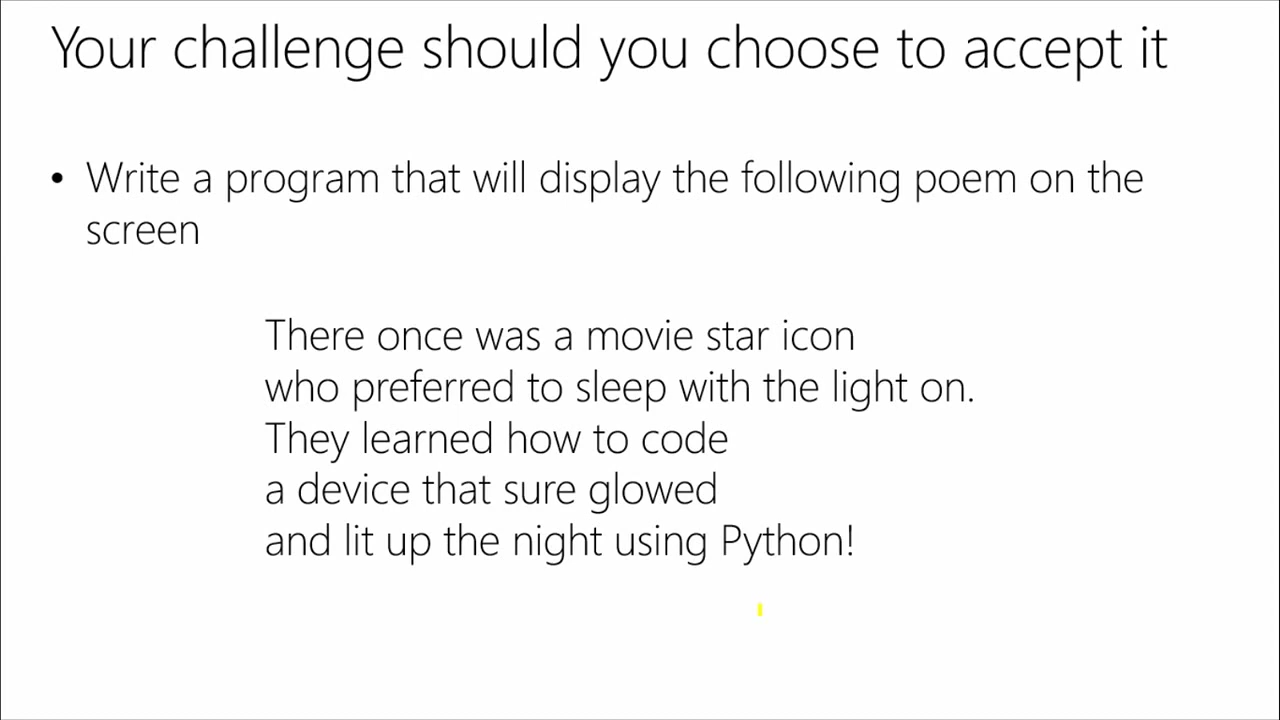 Your challenge should you choose to accept it
• Write a program that will display the following poem on the
screen
There once was a movie star icon
who preferred to sleep with the light on.
They learned how to code
a device that sure glowed
and lit up the night using Python!